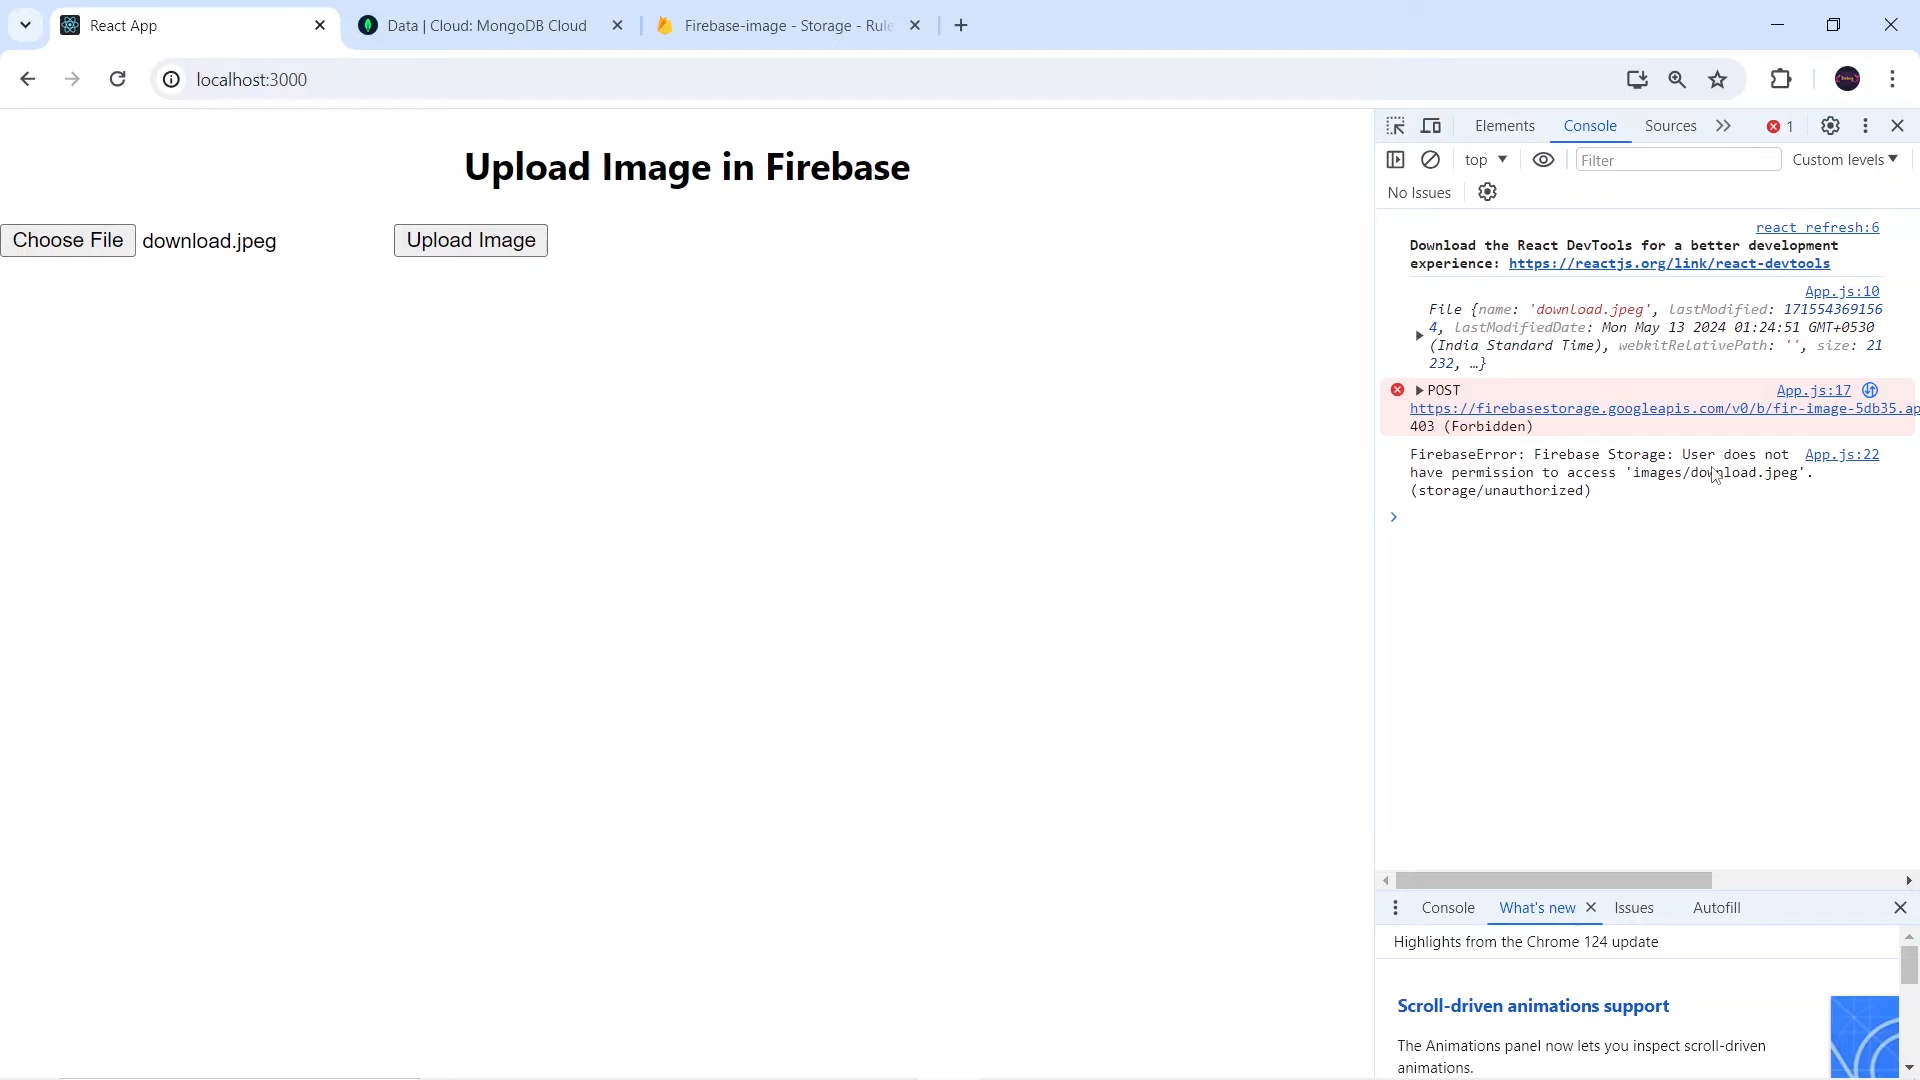 React App
Data | Cloud: MongoDB Cloud
Firebase-image - Storage - Rule
localhost:3000
Upload Image in Firebase
Choose File download.jpeg Upload Image
Elements Console Sources 1
top Filter Custom levels
No Issues
react refresh:6
Download the React DevTools for a better development
experience: https://reactjs.org/link/react-devtools
App.js:10
File {name: 'download.jpeg', lastModified: 171554369156
4, lastModifiedDate: Mon May 13 2024 01:24:51 GMT+0530
(India Standard Time), webkitRelativePath: '', size: 21
232, …}
POST App.js:17
https://firebasestorage.googleapis.com/v0/b/fir-image-5db35.ap
403 (Forbidden)
FirebaseError: Firebase Storage: User does not App.js:22
have permission to access 'images/download.jpeg'.
(storage/unauthorized)
Console What's new Issues Autofill
Highlights from the Chrome 124 update
Scroll-driven animations support
The Animations panel now lets you inspect scroll-driven
animations.